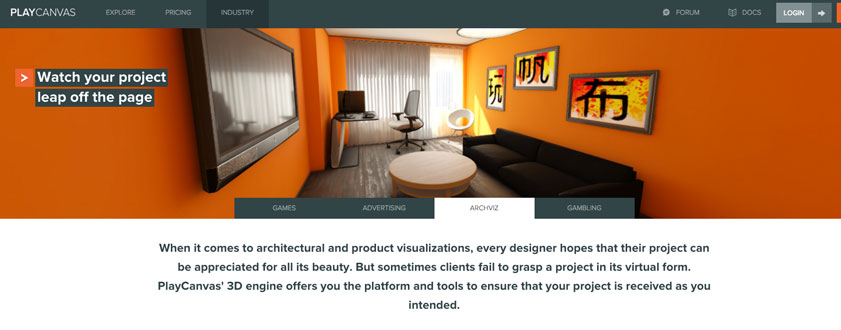 PLAYCANVAS EXPLORE PRICING INDUSTRY FORUM DOCS LOGIN
> Watch your project
leap off the page
玩 帆 布
GAMES ADVERTISING ARCHVIZ GAMBLING
When it comes to architectural and product visualizations, every designer hopes that their project can
be appreciated for all its beauty. But sometimes clients fail to grasp a project in its virtual form.
PlayCanvas' 3D engine offers you the platform and tools to ensure that your project is received as you
intended.